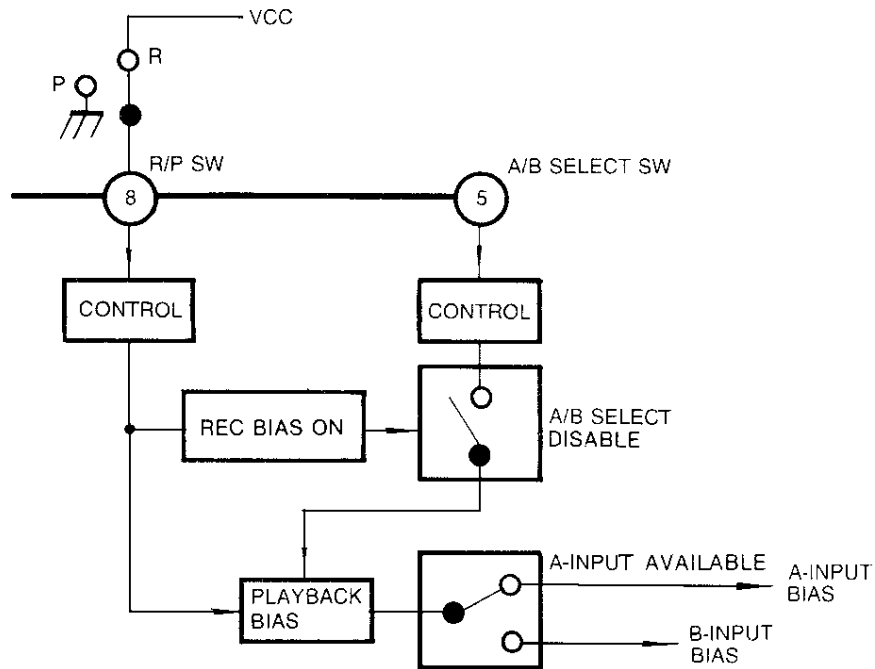 VCC
R
P
R/P SW
A/B SELECT SW
8
5
CONTROL
CONTROL
REC BIAS ON
A/B SELECT
DISABLE
PLAYBACK
BIAS
A-INPUT AVAILABLE
A-INPUT
BIAS
B-INPUT
BIAS